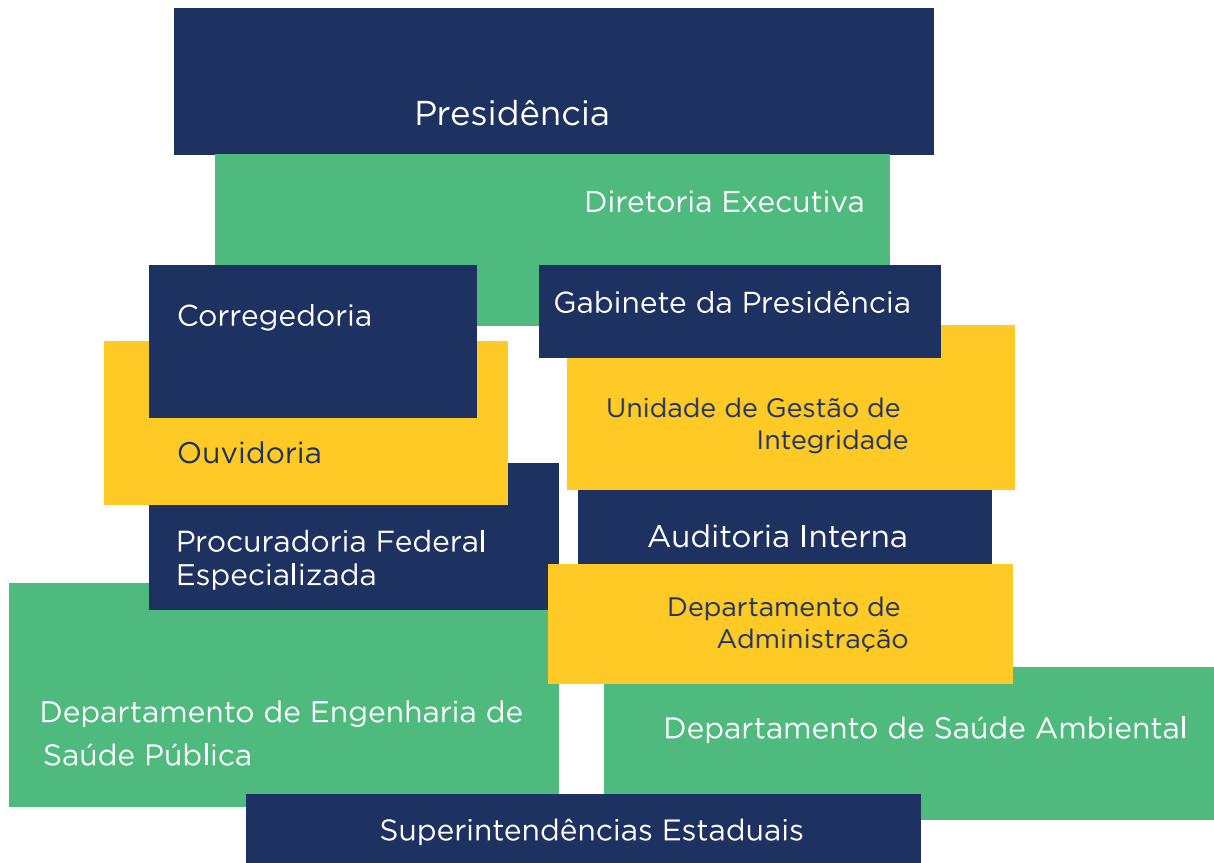 Presidência
Diretoria Executiva
Corregedoria
Gabinete da Presidência
Ouvidoria
Unidade de Gestão de
Integridade
Procuradoria Federal
Especializada
Auditoria Interna
Departamento de
Administração
Departamento de Engenharia de
Saúde Pública
Departamento de Saúde Ambiental
Superintendências Estaduais